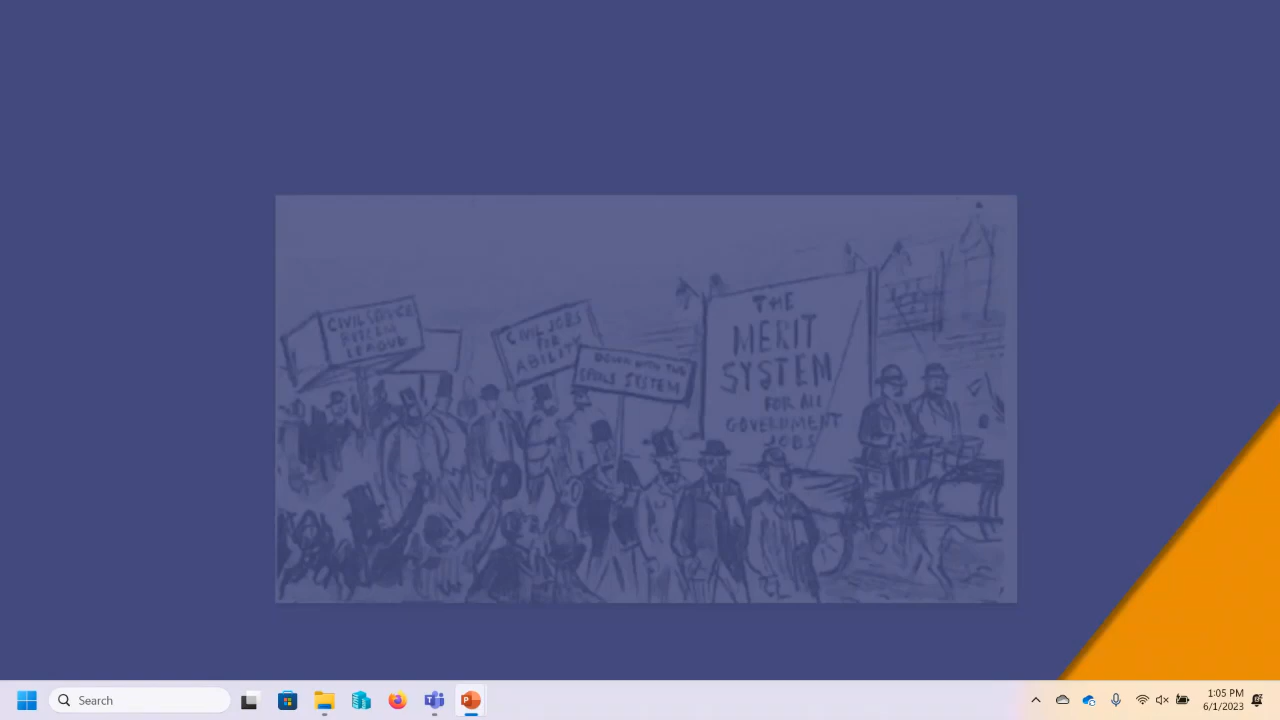 CIVIL SERVICE
REFORM
LEAGUE
CIVIL JOBS
FOR
ABILITY
DOWN WITH THE
SPOILS SYSTEM
THE
MERIT
SYSTEM
FOR ALL
GOVERNMENT
JOBS
Search
1:05 PM
6/1/2023